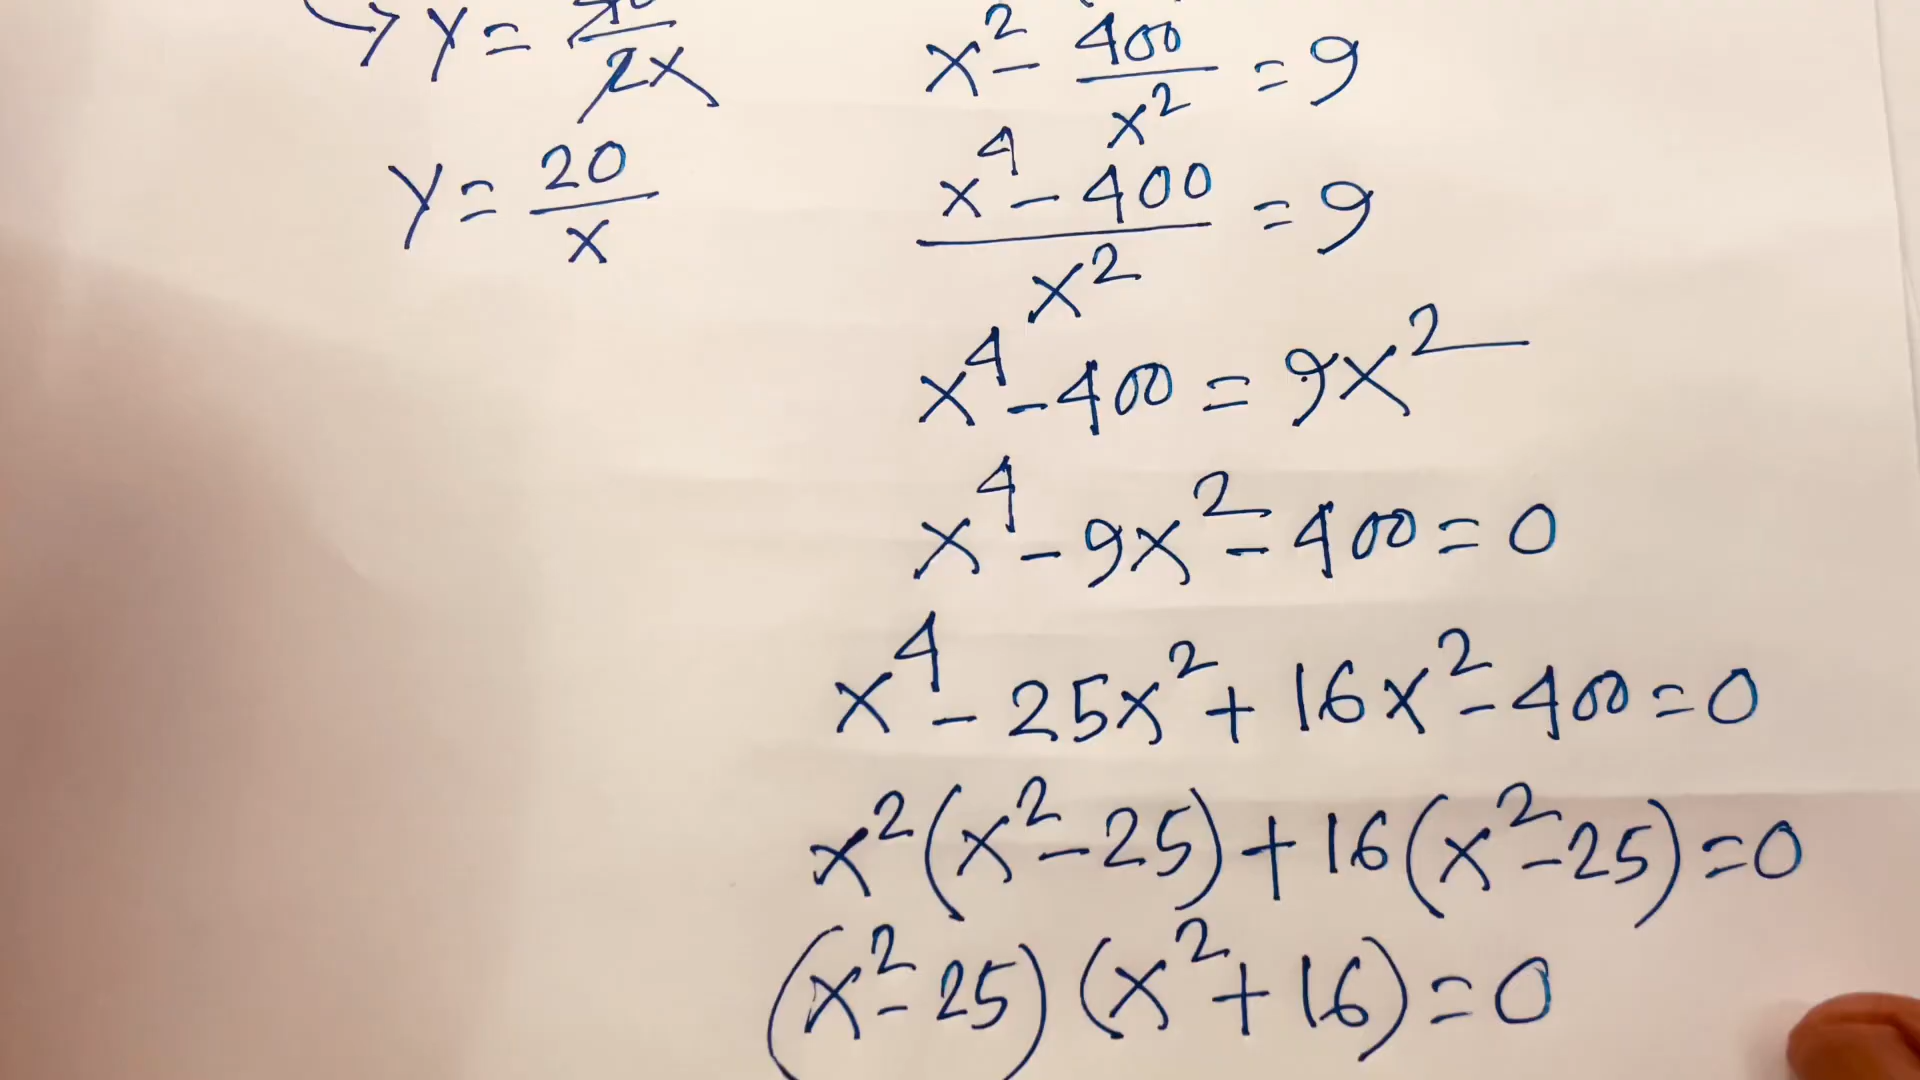 → y = /2x
y = 20/x
x² - 400/x² = 9
(x⁴ - 400)/x² = 9
x⁴ - 400 = 9x²
x⁴ - 9x² - 400 = 0
x⁴ - 25x² + 16x² - 400 = 0
x²(x² - 25) + 16(x² - 25) = 0
(x² - 25)(x² + 16) = 0